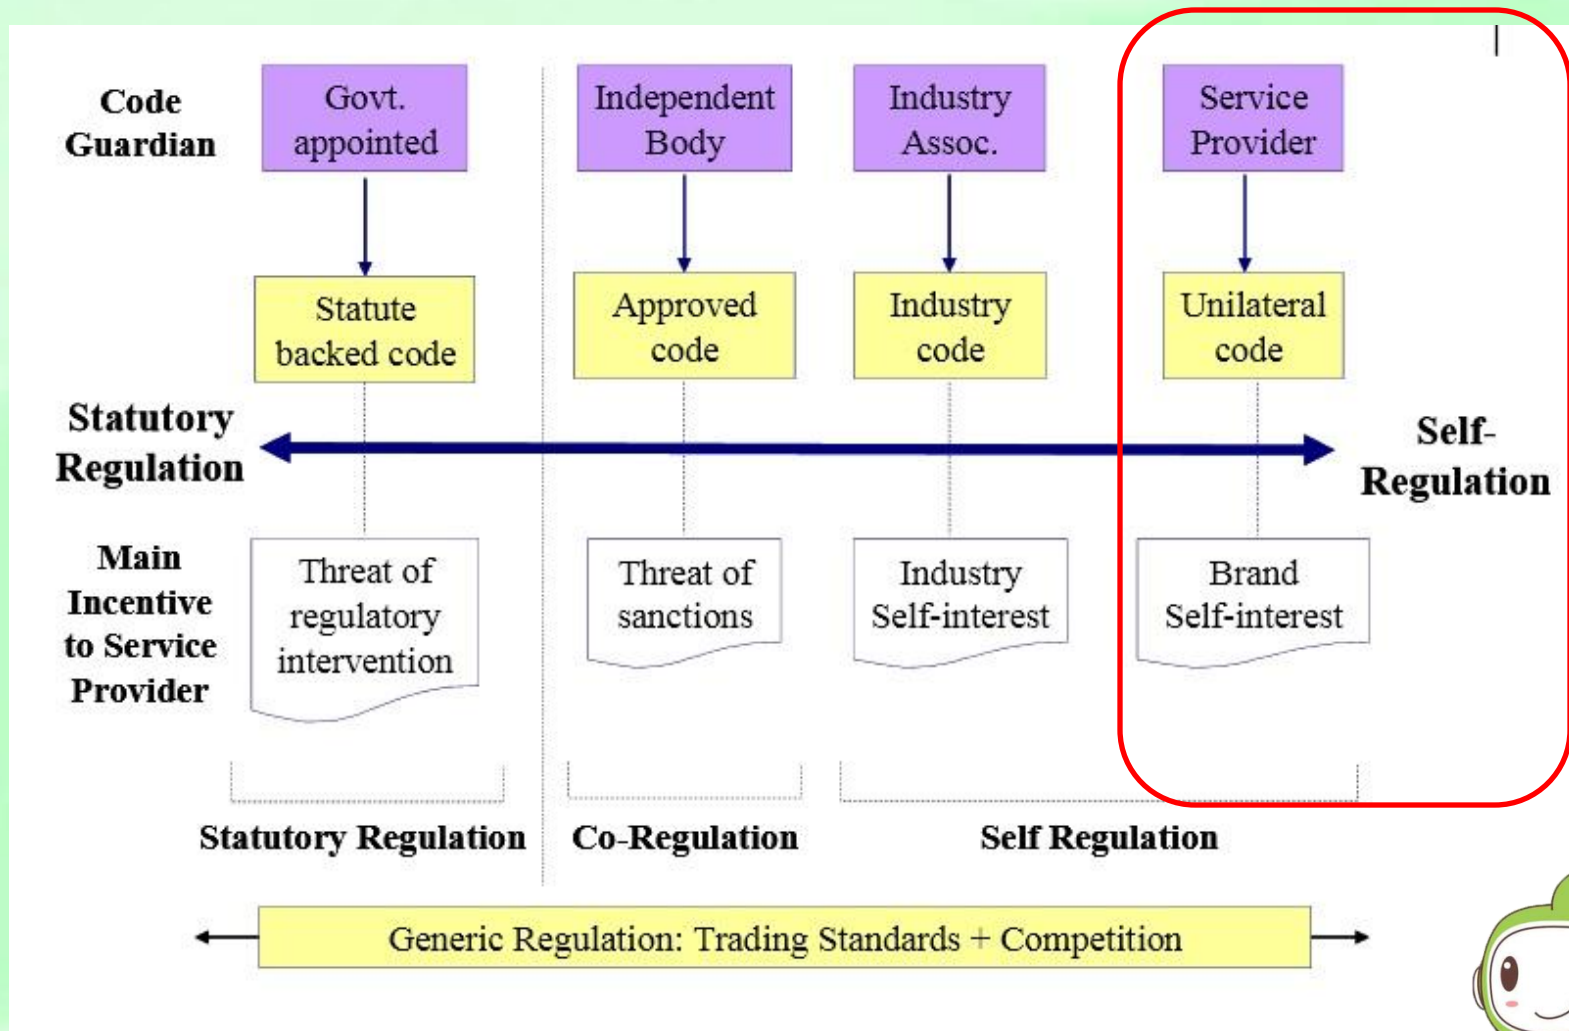 Code
Guardian
Govt.
appointed
Independent
Body
Industry
Assoc.
Service
Provider
Statute
backed code
Approved
code
Industry
code
Unilateral
code
Statutory
Regulation
Self-
Regulation
Main
Incentive
to Service
Provider
Threat of
regulatory
intervention
Threat of
sanctions
Industry
Self-interest
Brand
Self-interest
Statutory Regulation
Co-Regulation
Self Regulation
Generic Regulation: Trading Standards + Competition